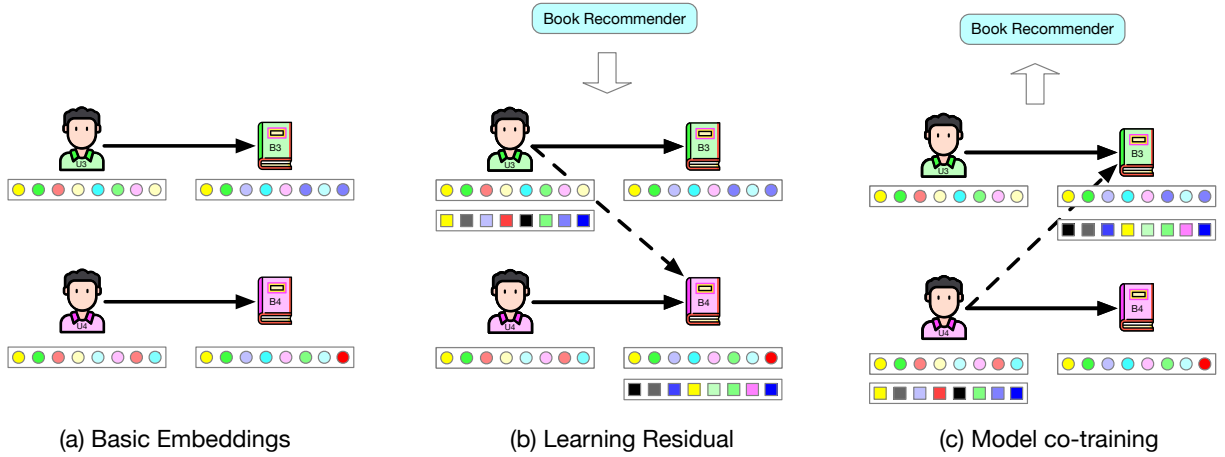 Book Recommender
Book Recommender
U3
B3
U3
B3
U3
B3
U4
B4
U4
B4
U4
B4
(a) Basic Embeddings
(b) Learning Residual
(c) Model co-training